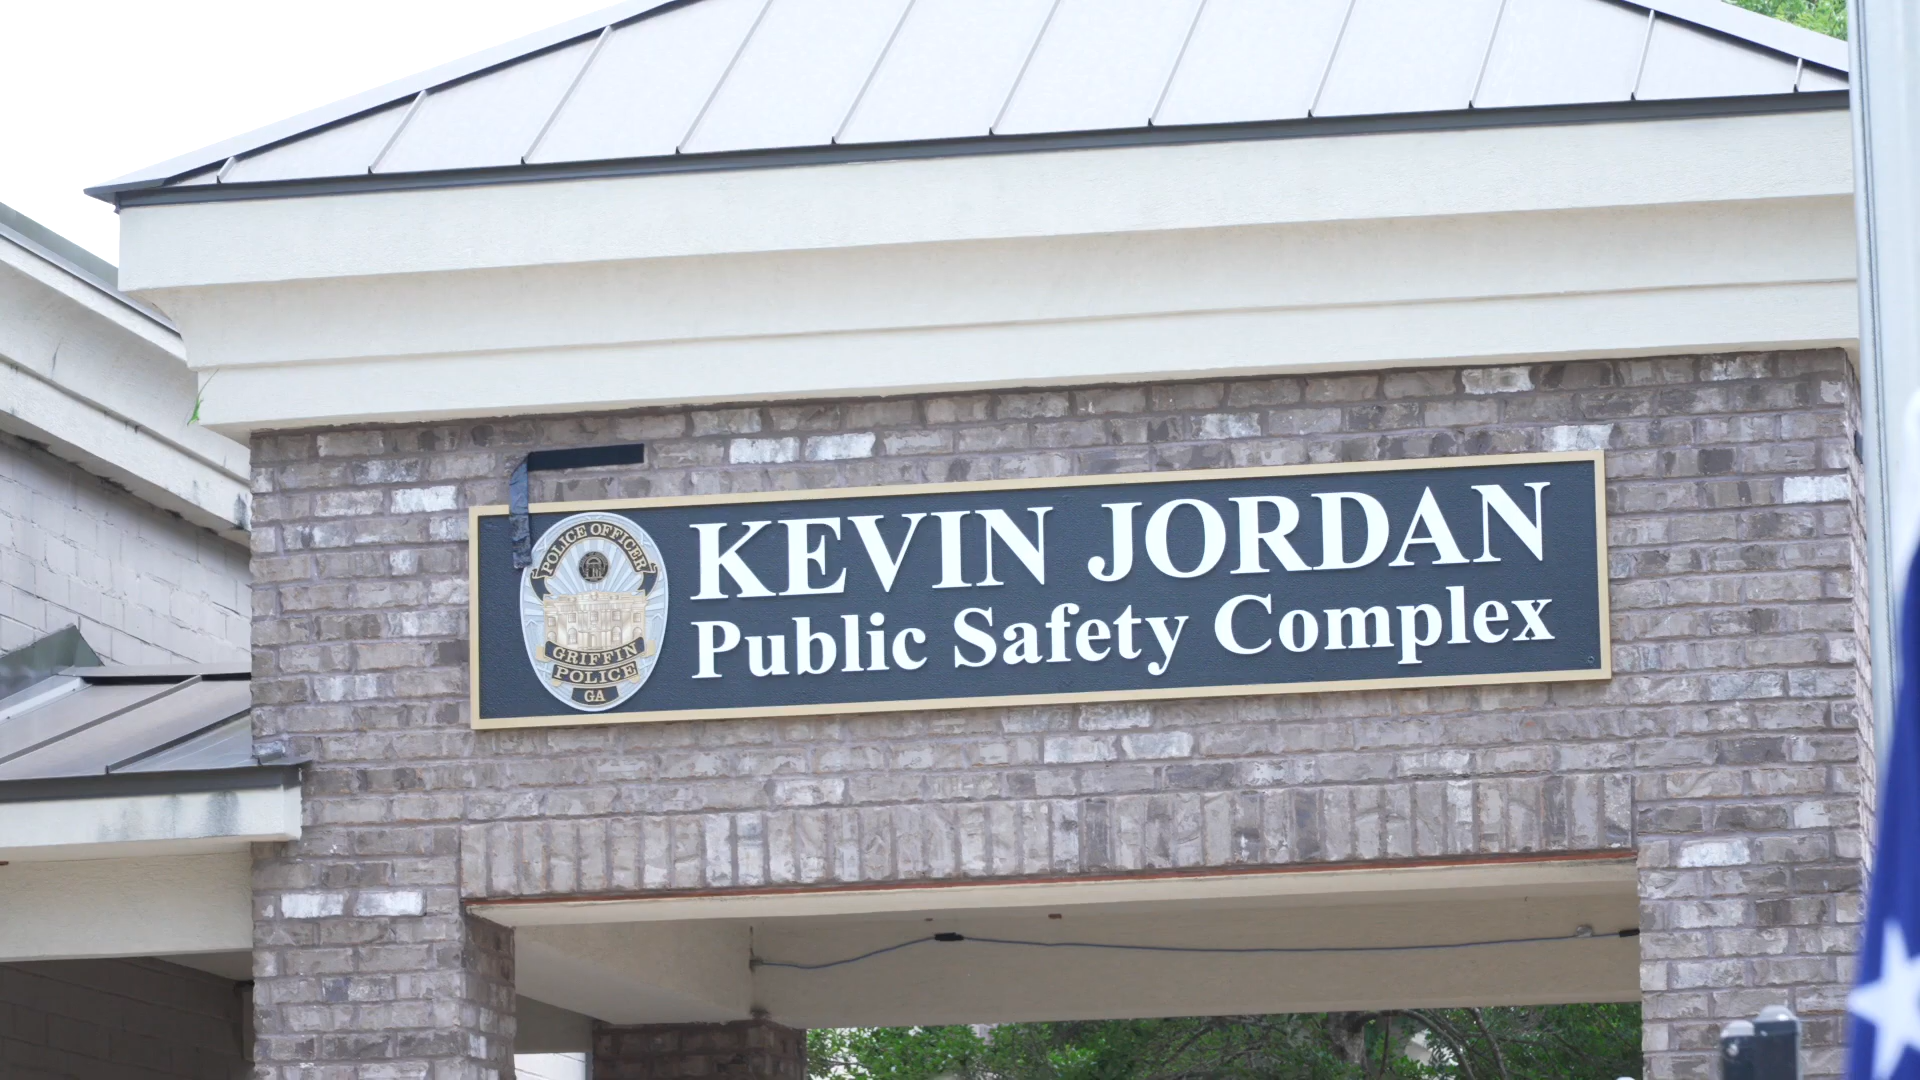 POLICE OFFICER
GRIFFIN
POLICE
GA
KEVIN JORDAN
Public Safety Complex